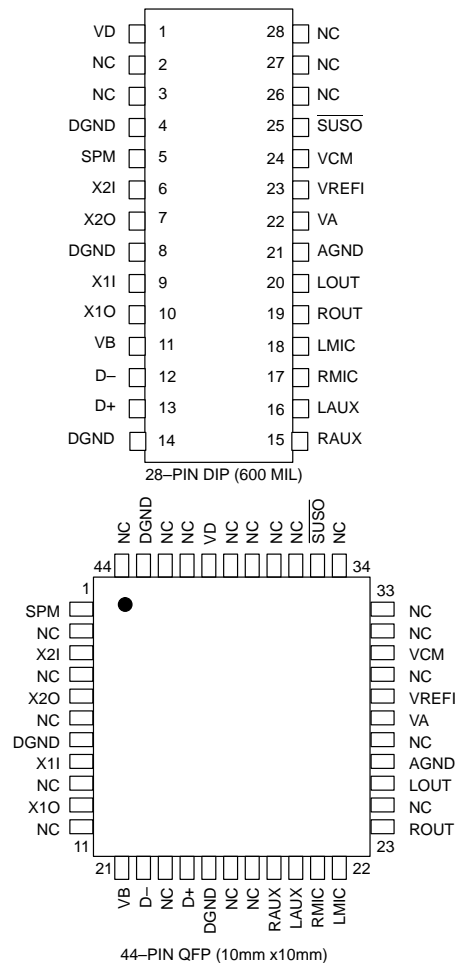 VD 1 28 NC
NC 2 27 NC
NC 3 26 NC
DGND 4 25 SUSO
SPM 5 24 VCM
X2I 6 23 VREFI
X2O 7 22 VA
DGND 8 21 AGND
X1I 9 20 LOUT
X1O 10 19 ROUT
VB 11 18 LMIC
D– 12 17 RMIC
D+ 13 16 LAUX
DGND 14 15 RAUX
28–PIN DIP (600 MIL)
NC DGND NC NC VD NC NC NC NC SUSO NC
44 34
1 33
SPM NC
NC NC
X2I VCM
NC NC
X2O VREFI
NC VA
DGND NC
X1I AGND
NC LOUT
X1O NC
NC ROUT
11 23
21 22
VB D– NC D+ DGND NC NC RAUX LAUX RMIC LMIC
44–PIN QFP (10mm x10mm)